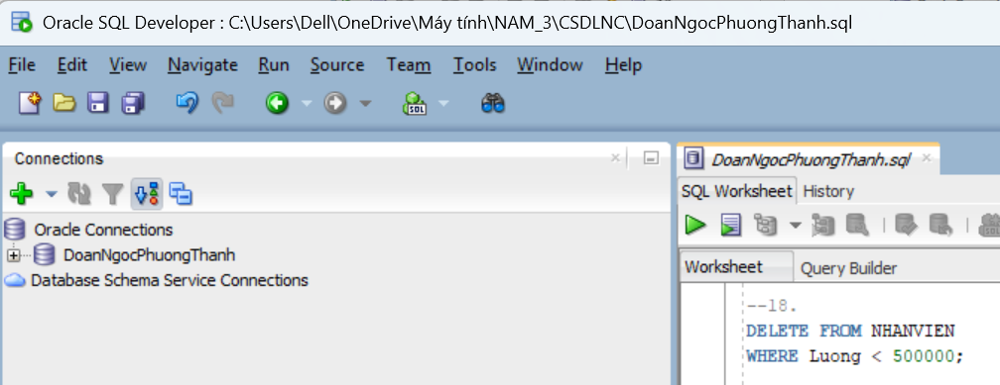 Oracle SQL Developer : C:\Users\Dell\OneDrive\Máy tính\NAM_3\CSDLNC\DoanNgocPhuongThanh.sql
File Edit View Navigate Run Source Team Tools Window Help
SQL
Connections
Oracle Connections
DoanNgocPhuongThanh
Database Schema Service Connections
DoanNgocPhuongThanh.sql
SQL Worksheet History
SQL
Worksheet Query Builder
--18.
DELETE FROM NHANVIEN
WHERE Luong < 500000;